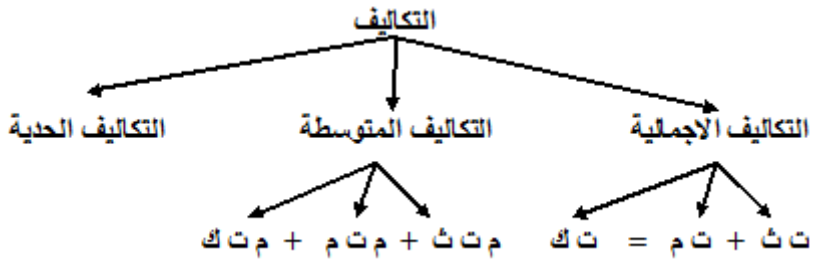 التكاليف
التكاليف الاجمالية التكاليف المتوسطة التكاليف الحدية
ت ث + ت م = ت ك م ت ث + م ت م + م ت ك